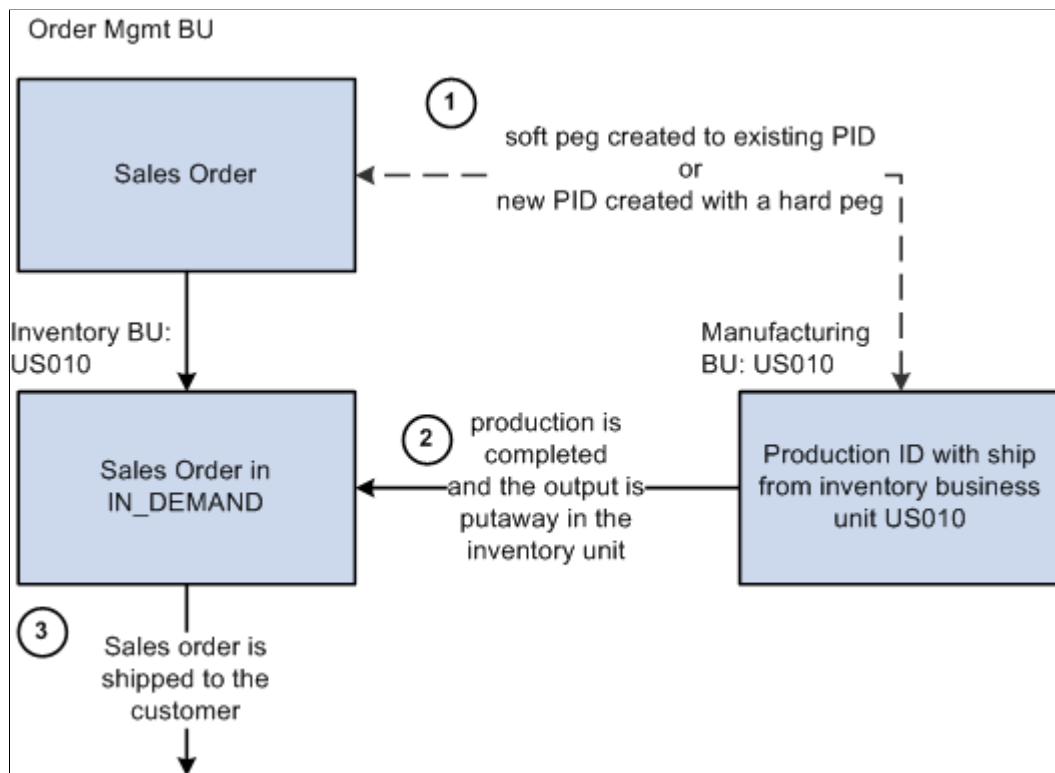 Order Mgmt BU
Sales Order
1
soft peg created to existing PID
or
new PID created with a hard peg
Inventory BU:
US010
Manufacturing
BU: US010
Sales Order in
IN_DEMAND
2
production is
completed
and the output is
putaway in the
inventory unit
Production ID with ship
from inventory business
unit US010
3
Sales order is
shipped to the
customer